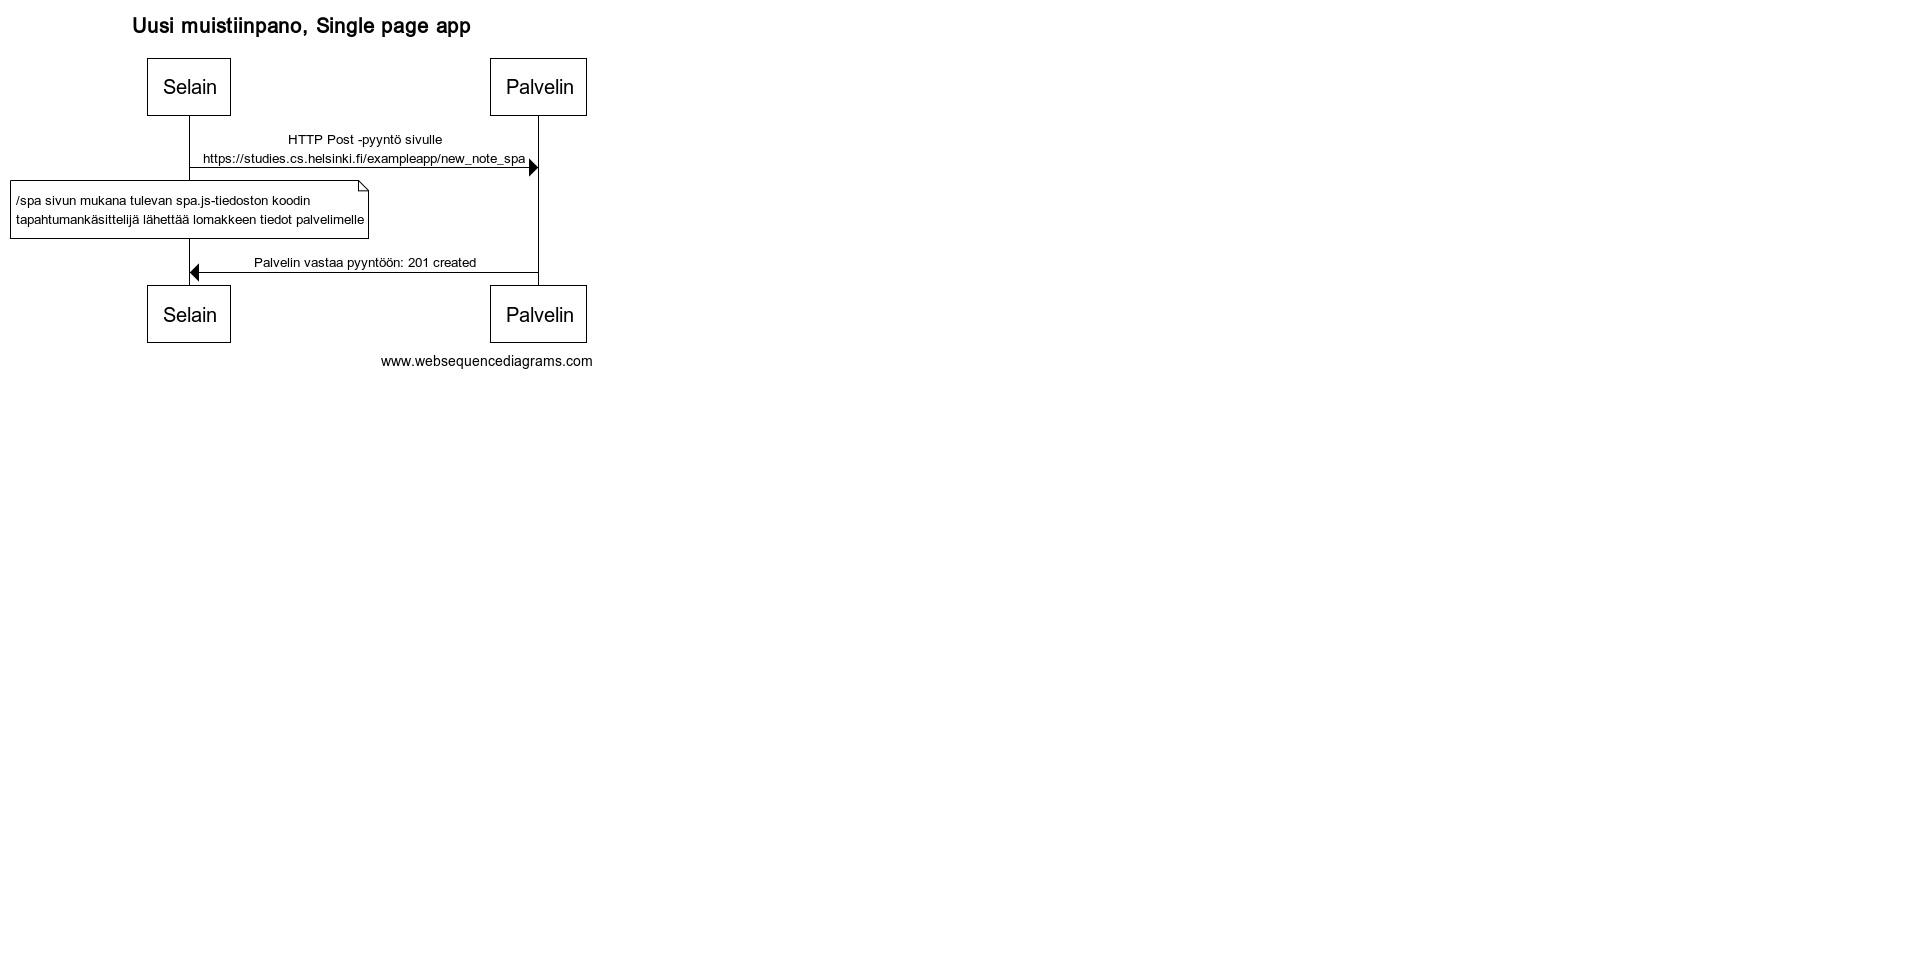 Uusi muistiinpano, Single page app
Selain
Palvelin
HTTP Post -pyyntö sivulle
https://studies.cs.helsinki.fi/exampleapp/new_note_spa
/spa sivun mukana tulevan spa.js-tiedoston koodin
tapahtumankäsittelijä lähettää lomakkeen tiedot palvelimelle
Palvelin vastaa pyyntöön: 201 created
Selain
Palvelin
www.websequencediagrams.com